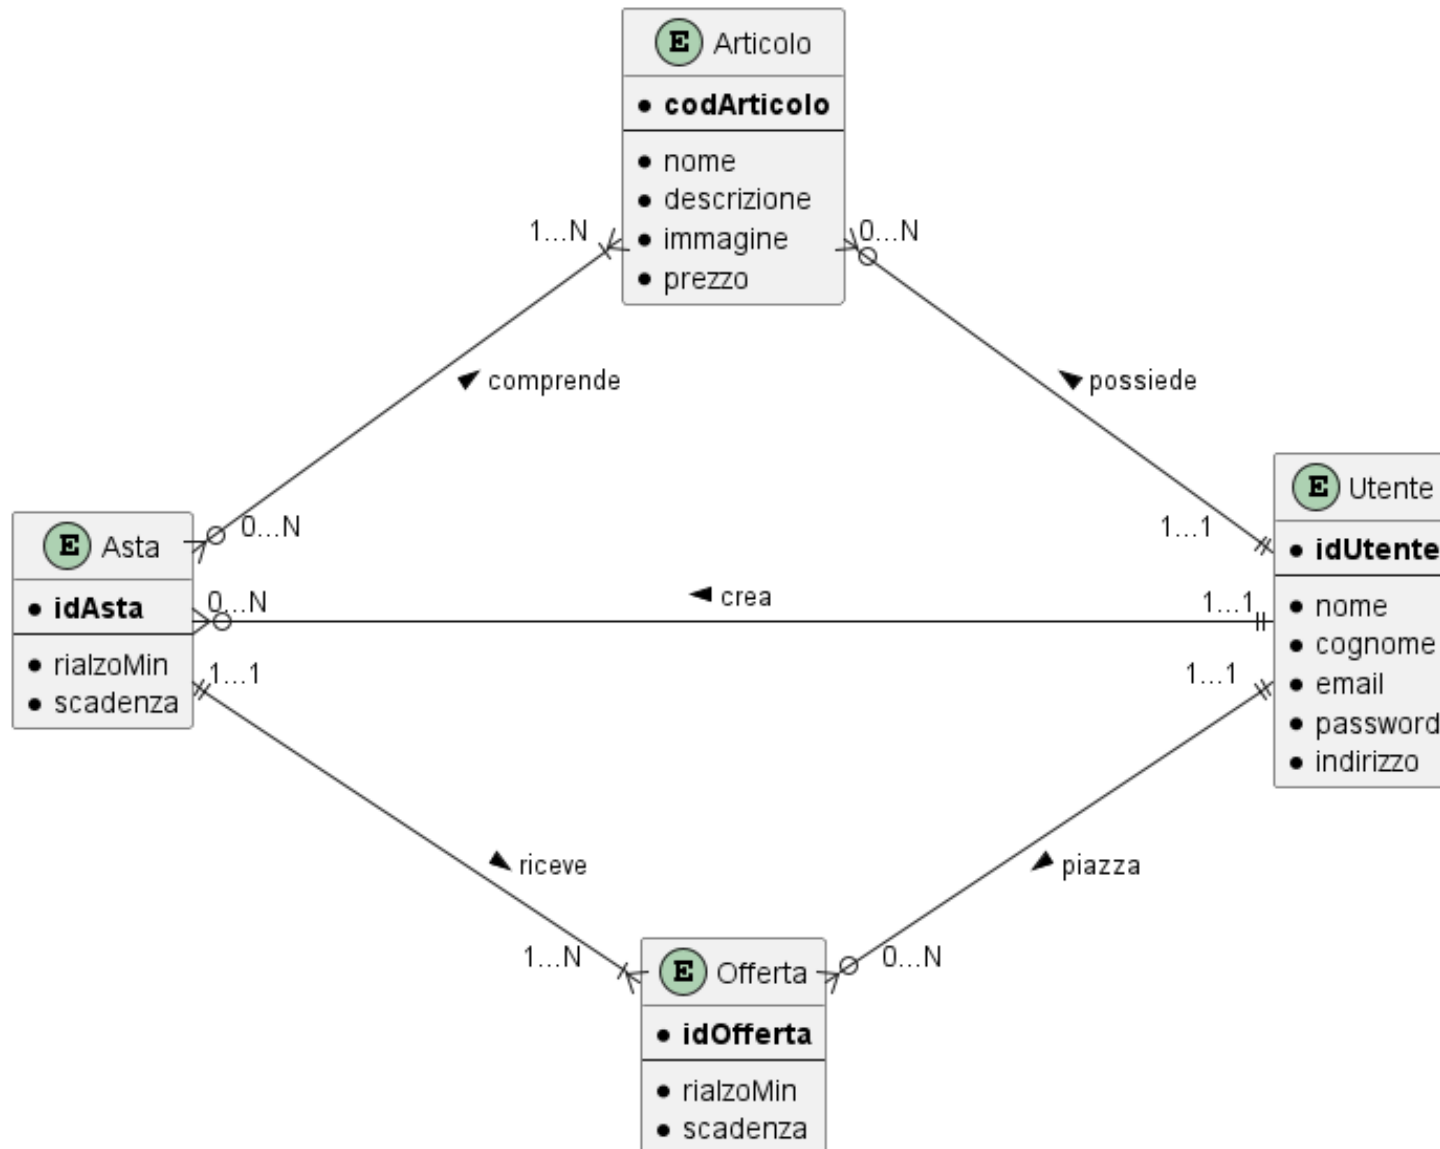 E Articolo
codArticolo
nome
descrizione
immagine
prezzo
1...N
0...N
comprende
possiede
0...N
1...1
E Asta
idAsta
rialzoMin
scadenza
E Utente
idUtente
nome
cognome
email
password
indirizzo
0...N
crea
1...1
1...1
1...1
riceve
piazza
1...N
0...N
E Offerta
idOfferta
rialzoMin
scadenza